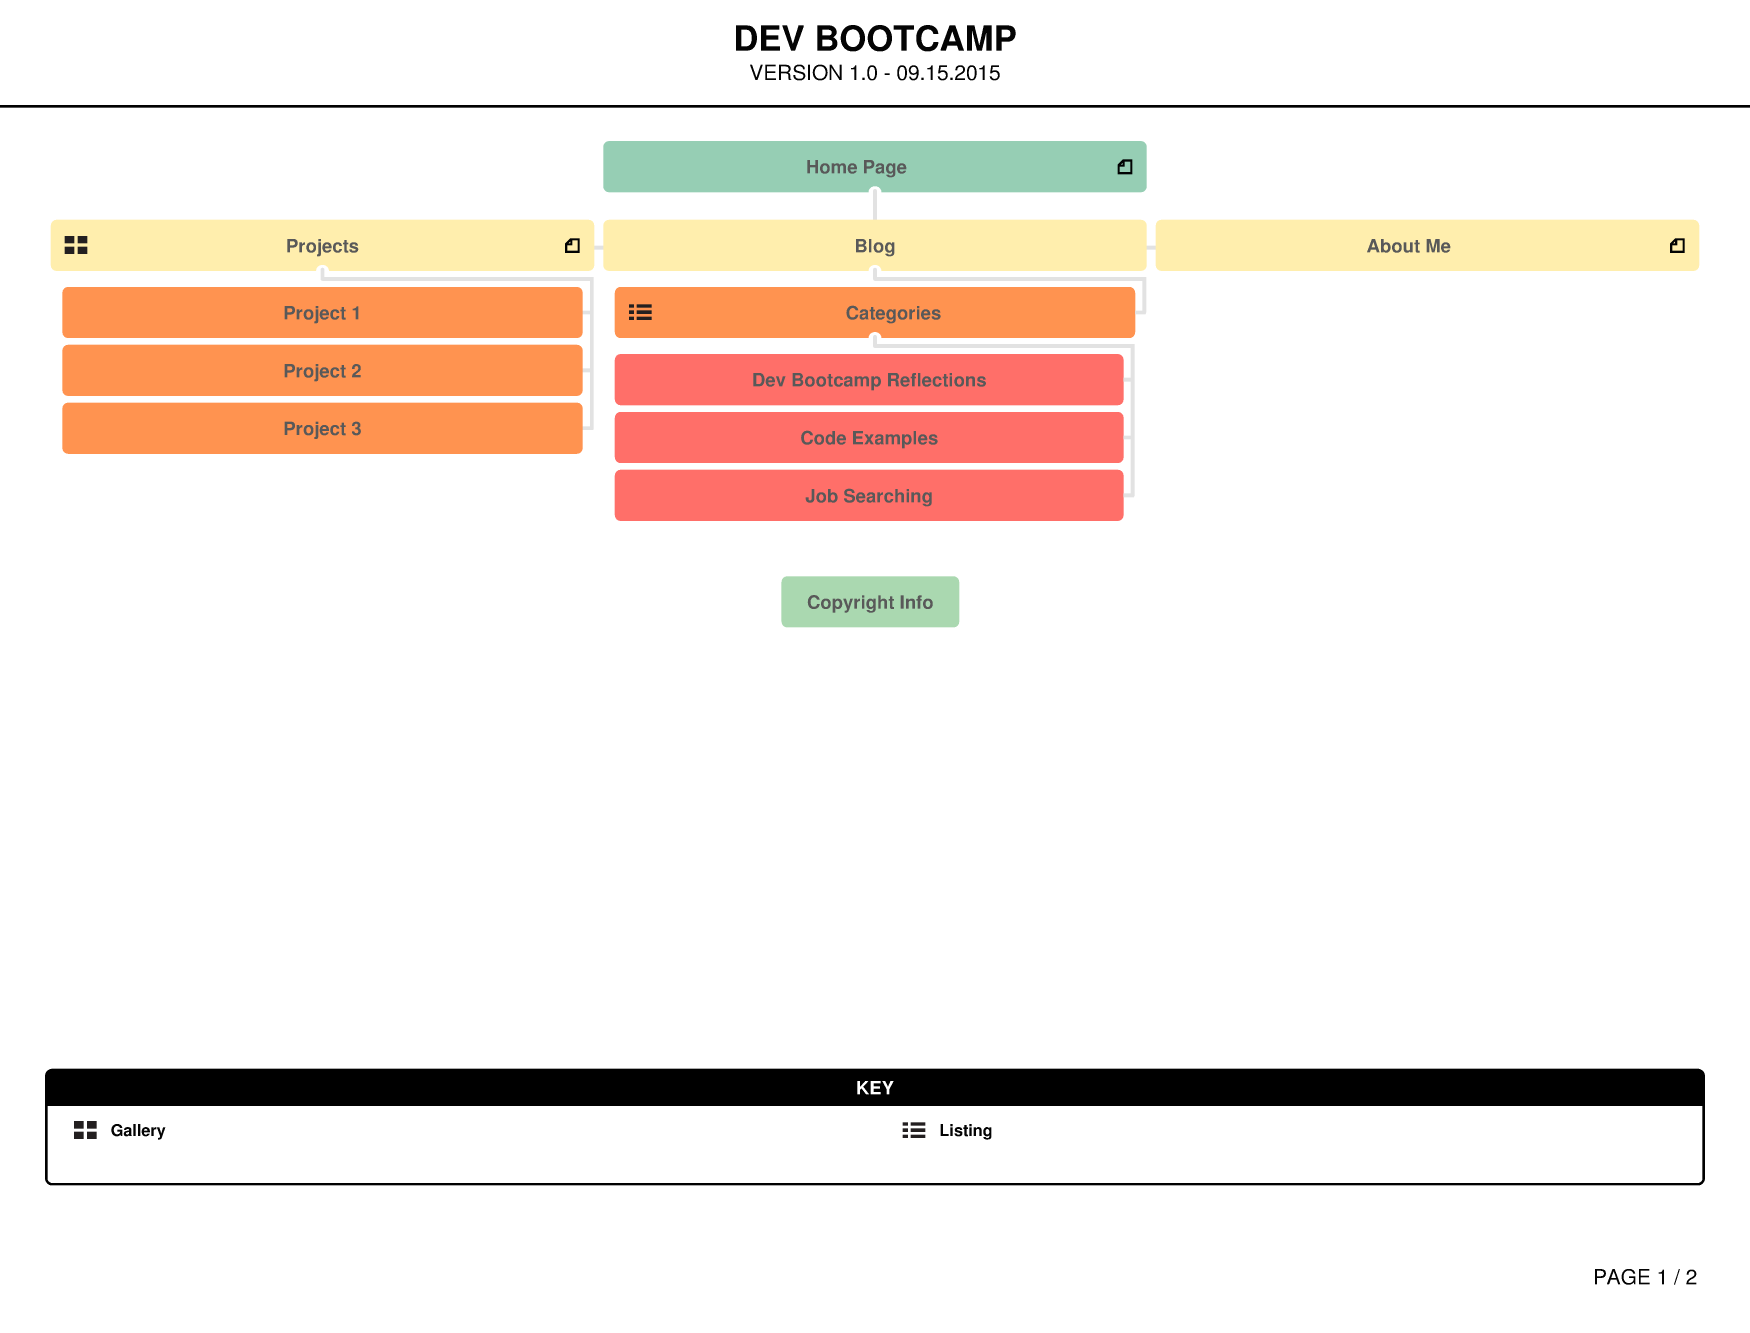 DEV BOOTCAMP
VERSION 1.0 - 09.15.2015
Home Page
Projects
Blog
About Me
Project 1
Project 2
Project 3
Categories
Dev Bootcamp Reflections
Code Examples
Job Searching
Copyright Info
KEY
Gallery
Listing
PAGE 1 / 2